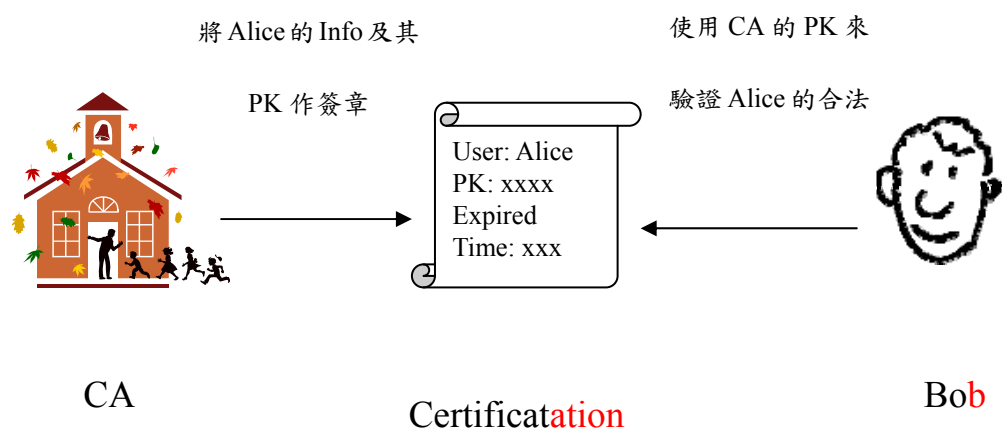 將 Alice 的 Info 及其
PK 作簽章
使用 CA 的 PK 來
驗證 Alice 的合法
User: Alice
PK: xxxx
Expired
Time: xxx
CA
Certificatation
Bob